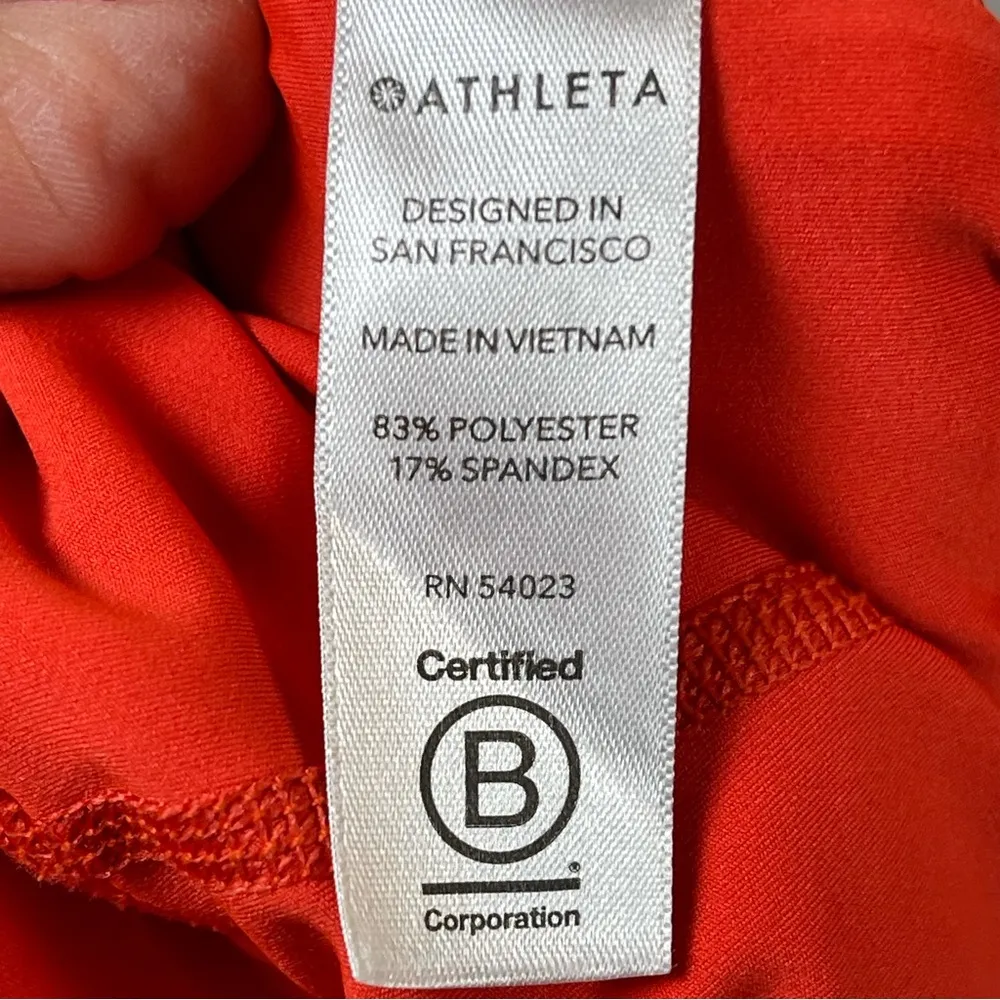 ATHLETA
DESIGNED IN
SAN FRANCISCO
MADE IN VIETNAM
83% POLYESTER
17% SPANDEX
RN 54023
Certified
B
®
Corporation